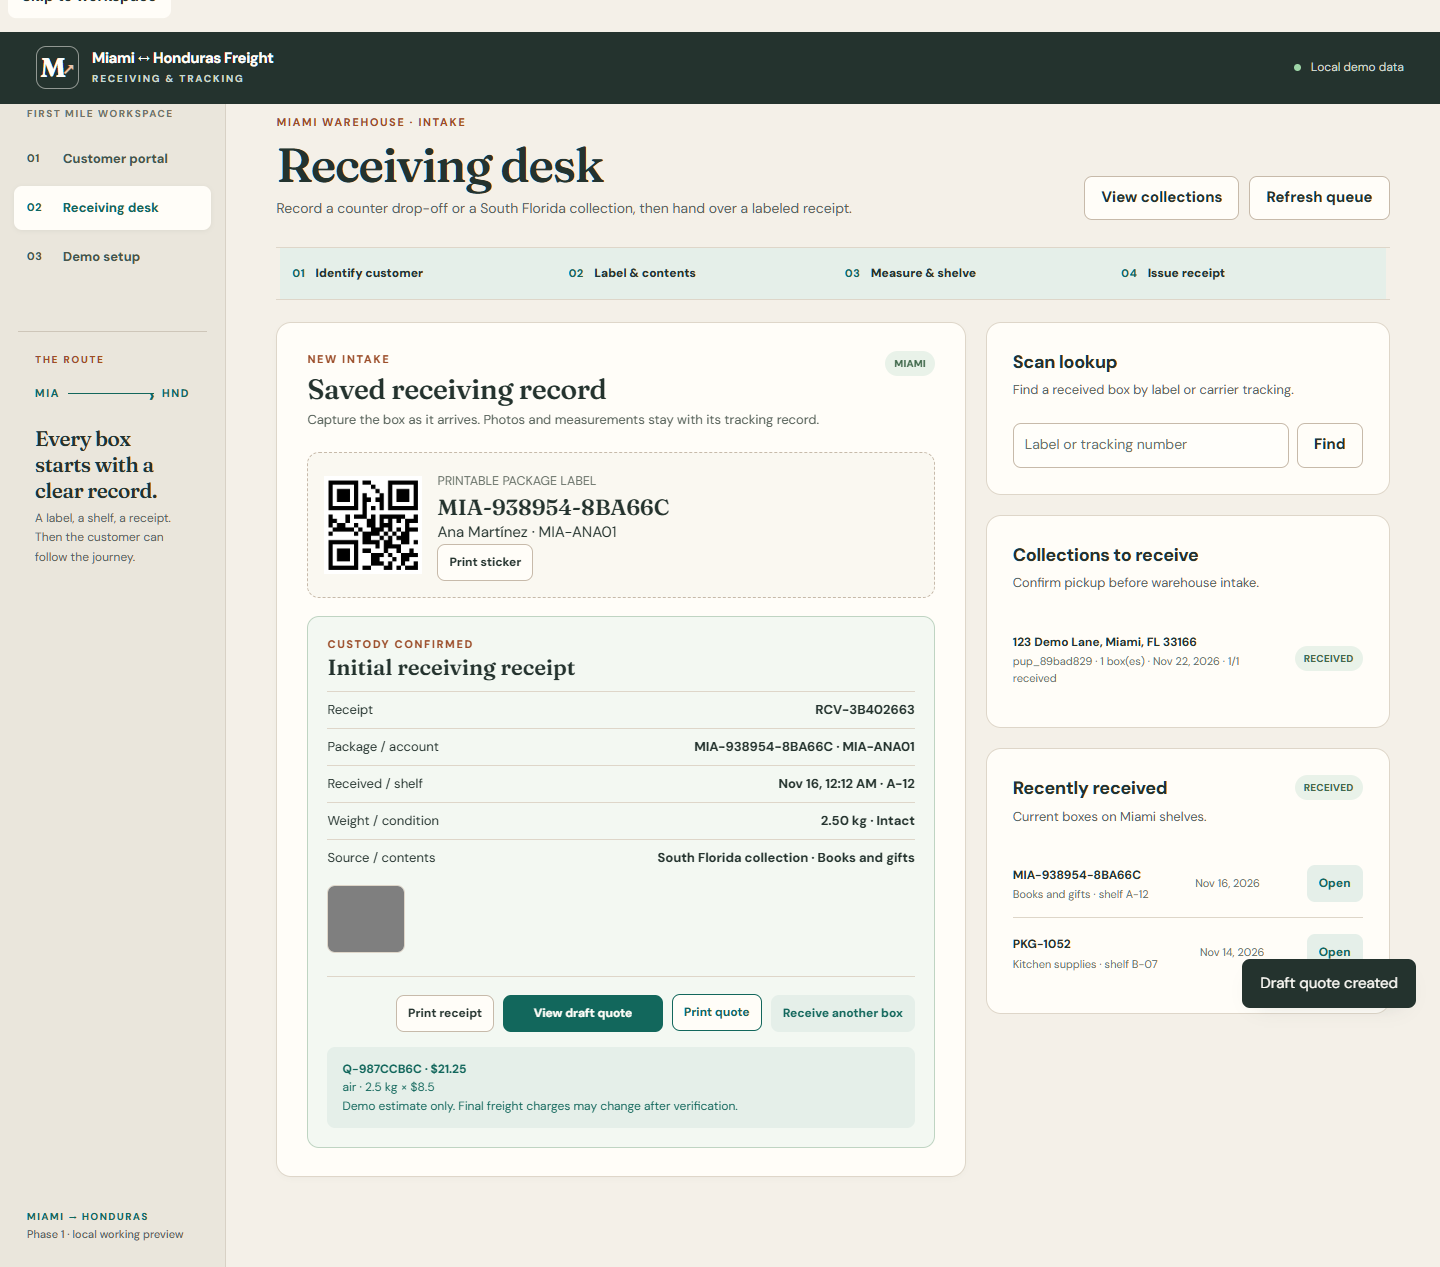 Skip to workspace
M
Miami ↔ Honduras Freight
RECEIVING & TRACKING
Local demo data
FIRST MILE WORKSPACE
01 Customer portal
02 Receiving desk
03 Demo setup
THE ROUTE
MIA HND
Every box
starts with a
clear record.
A label, a shelf, a receipt.
Then the customer can
follow the journey.
MIAMI → HONDURAS
Phase 1 · local working preview
MIAMI WAREHOUSE · INTAKE
Receiving desk
Record a counter drop-off or a South Florida collection, then hand over a labeled receipt.
View collections
Refresh queue
01 Identify customer
02 Label & contents
03 Measure & shelve
04 Issue receipt
NEW INTAKE
MIAMI
Saved receiving record
Capture the box as it arrives. Photos and measurements stay with its tracking record.
PRINTABLE PACKAGE LABEL
MIA-938954-8BA66C
Ana Martínez · MIA-ANA01
Print sticker
CUSTODY CONFIRMED
Initial receiving receipt
Receipt RCV-3B402663
Package / account MIA-938954-8BA66C · MIA-ANA01
Received / shelf Nov 16, 12:12 AM · A-12
Weight / condition 2.50 kg · Intact
Source / contents South Florida collection · Books and gifts
Print receipt
View draft quote
Print quote
Receive another box
Q-987CCB6C · $21.25
air · 2.5 kg × $8.5
Demo estimate only. Final freight charges may change after verification.
Scan lookup
Find a received box by label or carrier tracking.
Label or tracking number
Find
Collections to receive
Confirm pickup before warehouse intake.
123 Demo Lane, Miami, FL 33166
pup_89bad829 · 1 box(es) · Nov 22, 2026 · 1/1
received
RECEIVED
Recently received
RECEIVED
Current boxes on Miami shelves.
MIA-938954-8BA66C
Books and gifts · shelf A-12
Nov 16, 2026
Open
PKG-1052
Kitchen supplies · shelf B-07
Nov 14, 2026
Open
Draft quote created